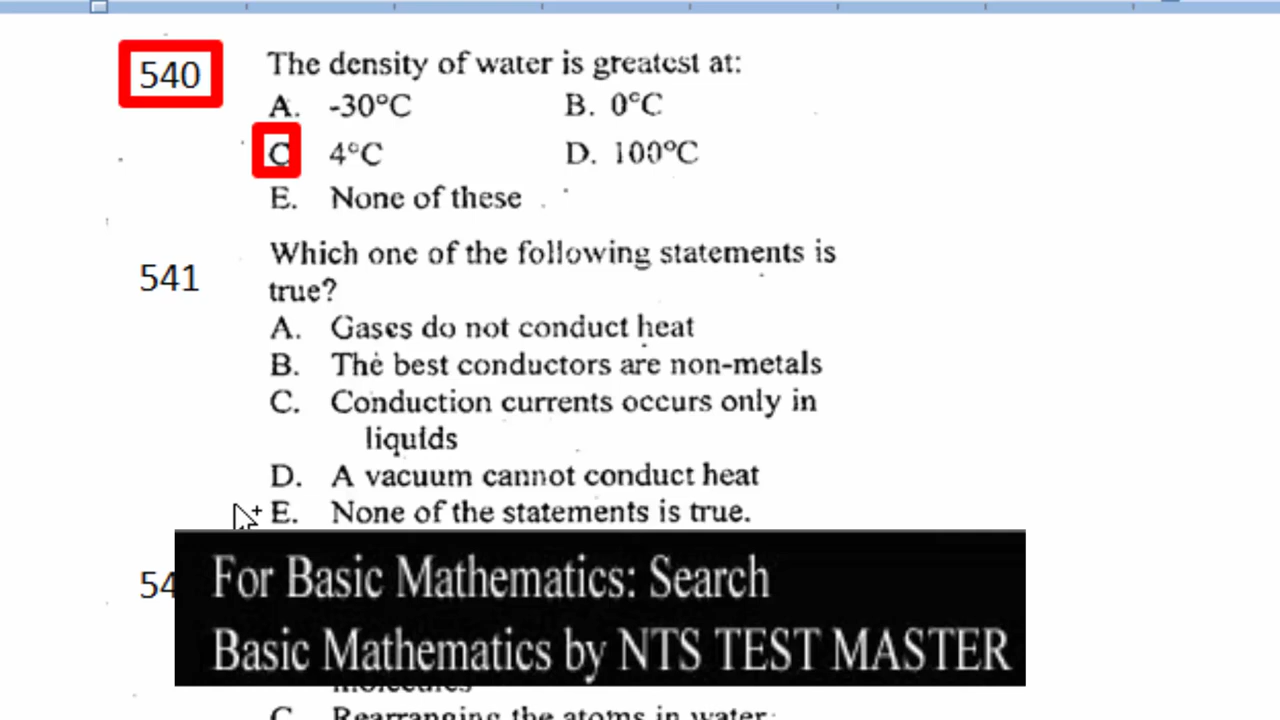 540 The density of water is greatest at:
A. -30°C B. 0°C
C 4°C D. 100°C
E. None of these
541 Which one of the following statements is
true?
A. Gases do not conduct heat
B. The best conductors are non-metals
C. Conduction currents occurs only in
liquids
D. A vacuum cannot conduct heat
E. None of the statements is true.
54
For Basic Mathematics: Search
Basic Mathematics by NTS TEST MASTER
molecules
C. Rearranging the atoms in water